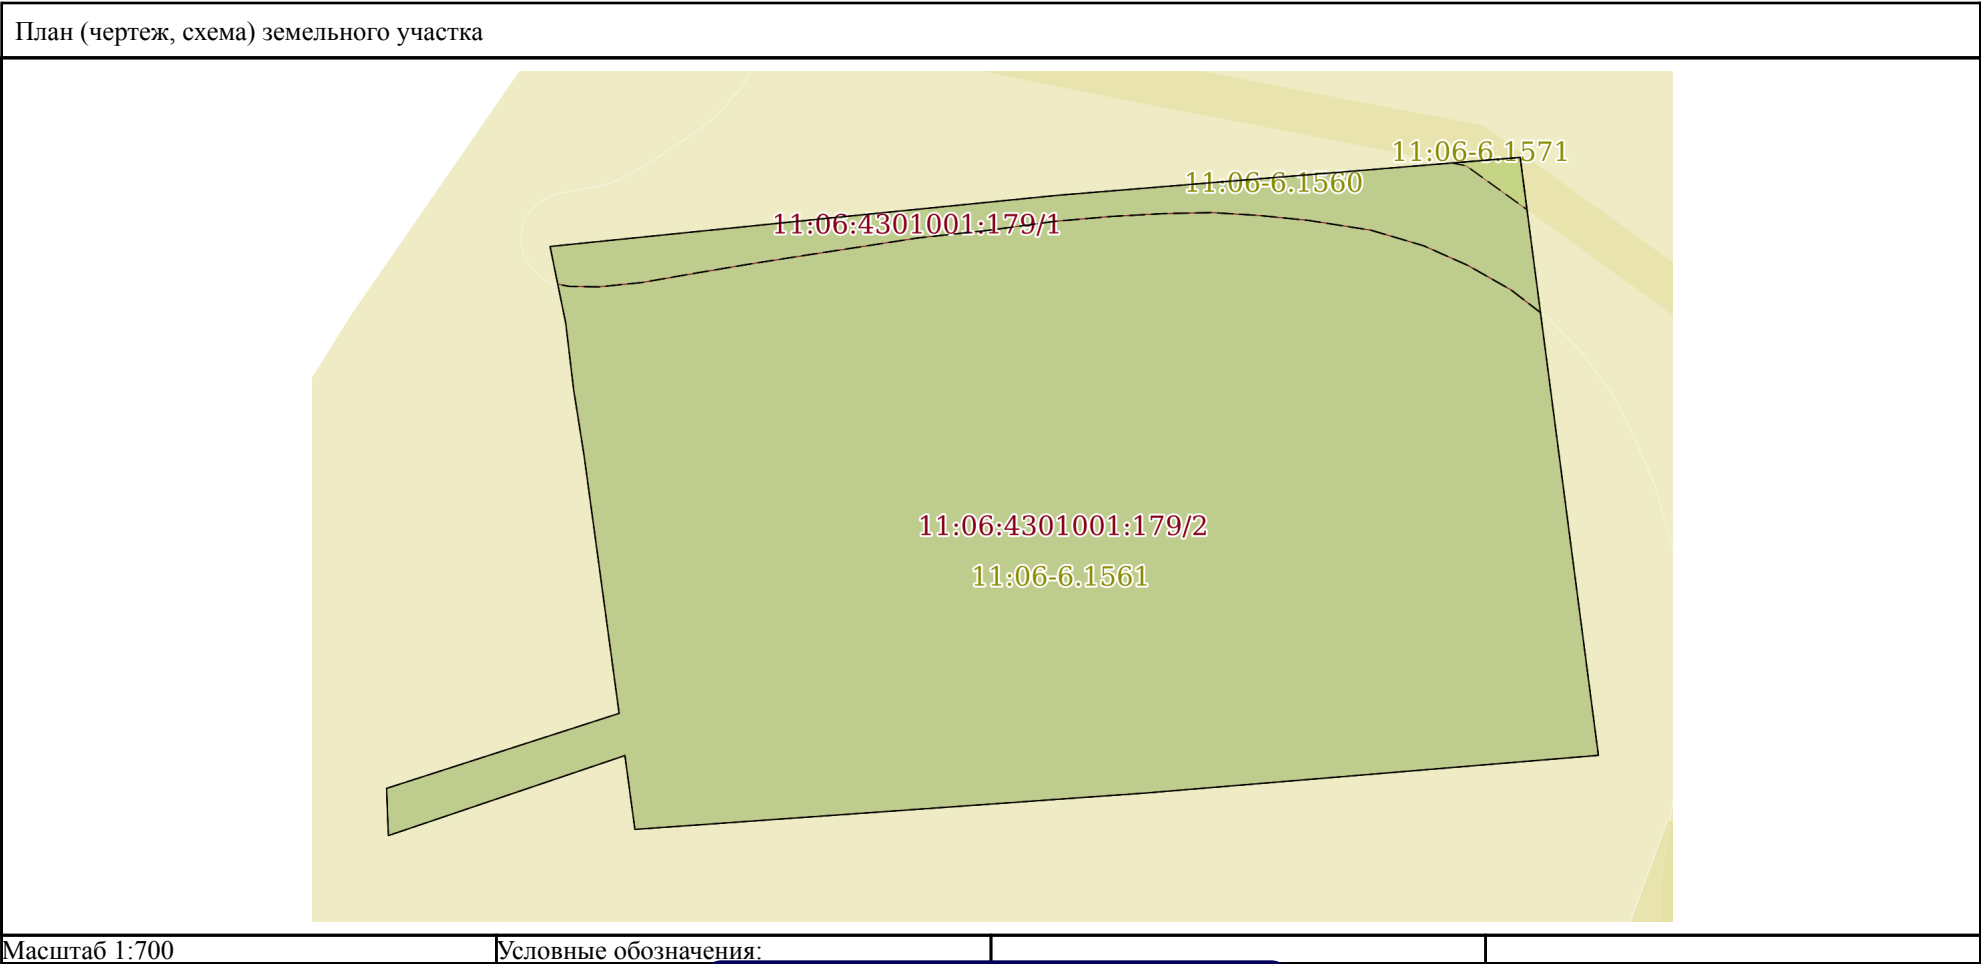 План (чертеж, схема) земельного участка
11:06-6.1571
11:06-6.1560
11:06:4301001:179/1
11:06:4301001:179/2
11:06-6.1561
Масштаб 1:700
Условные обозначения: